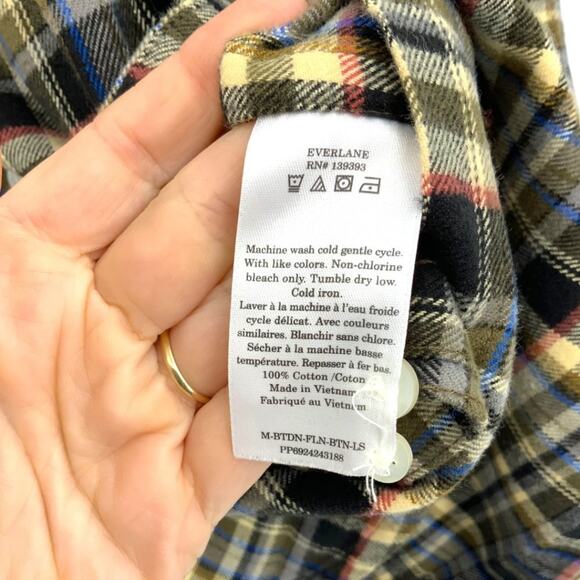 EVERLANE
RN# 139393
Machine wash cold gentle cycle.
With like colors. Non-chlorine
bleach only. Tumble dry low.
Cold iron.
Laver à la machine à l'eau froide
cycle délicat. Avec couleurs
similaires. Blanchir sans chlore.
Sécher à la machine basse
température. Repasser à fer bas.
100% Cotton /Coton
Made in Vietnam
Fabriqué au Vietnam
M-BTDN-FLN-BTN-LS
PP6924243188